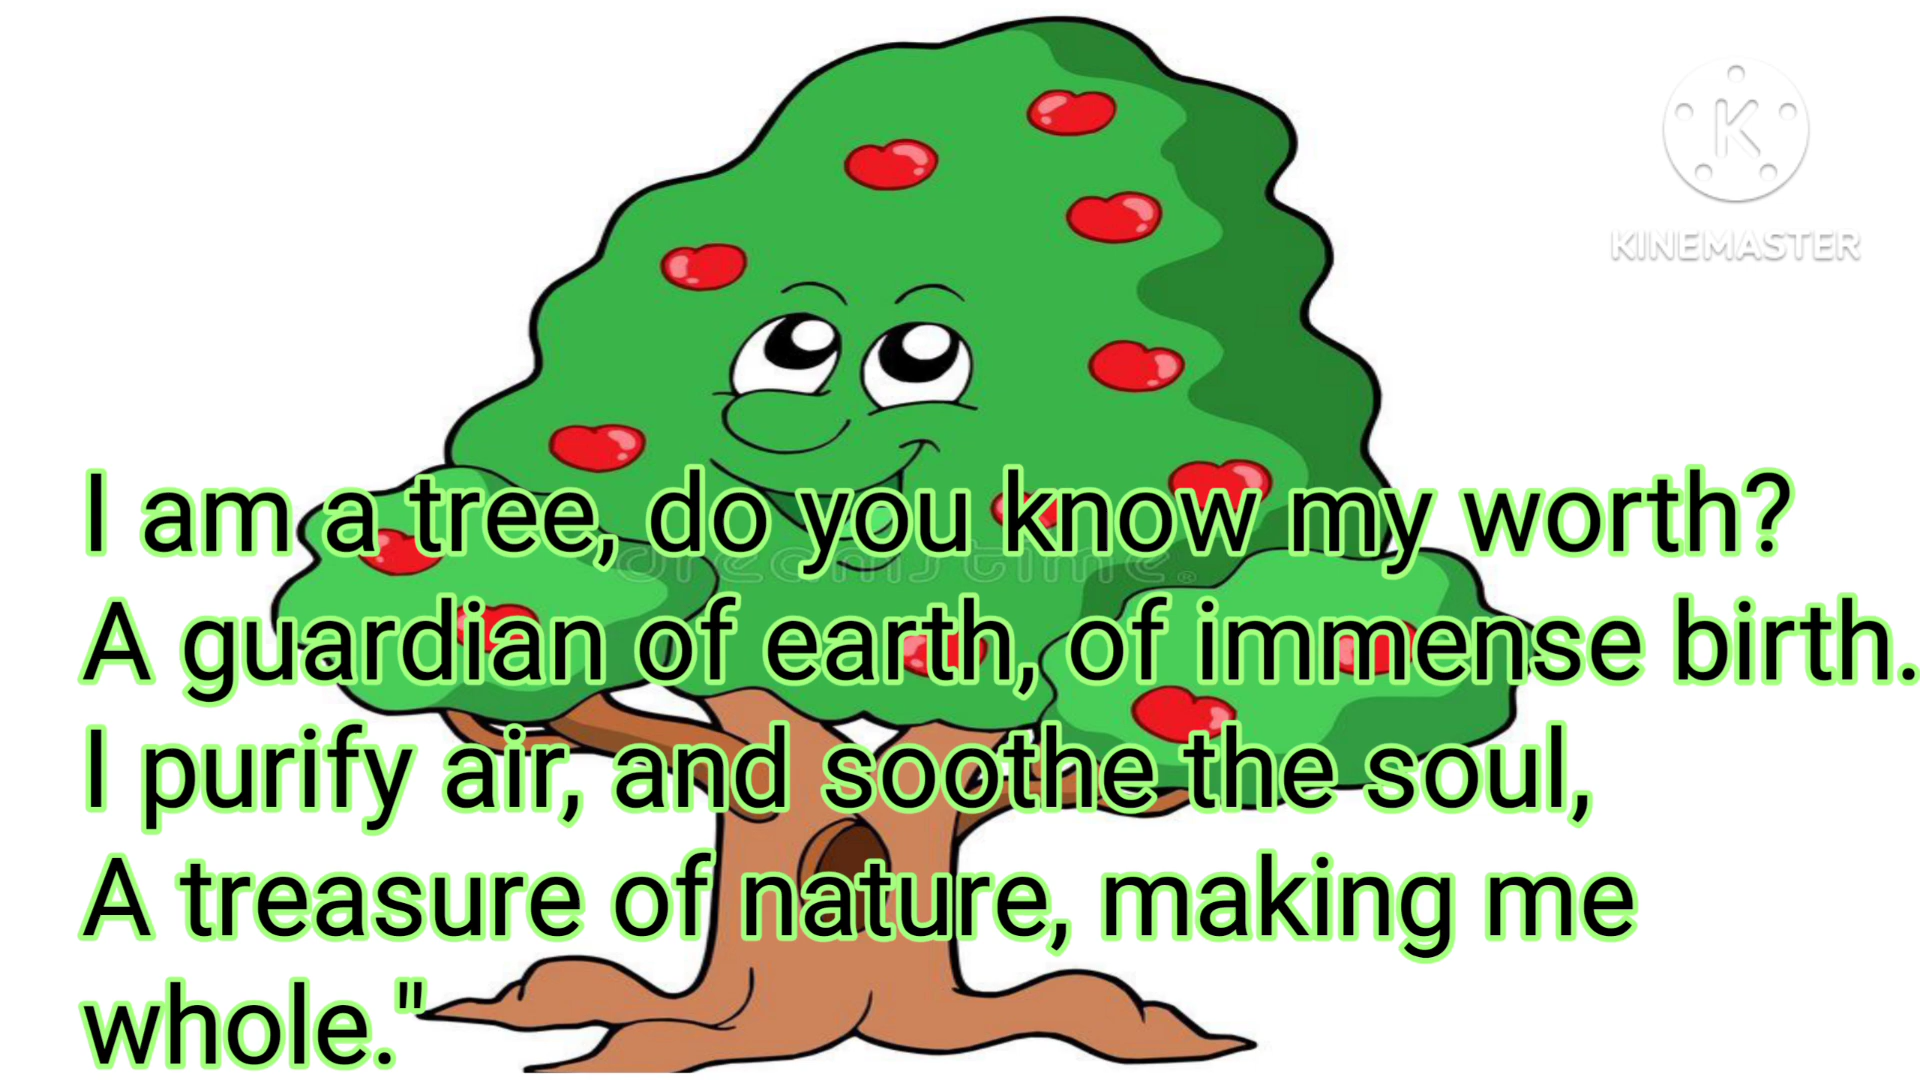 KINEMASTER
I am a tree, do you know my worth?
dreamstime.
A guardian of earth, of immense birth.
I purify air, and soothe the soul,
A treasure of nature, making me
whole."